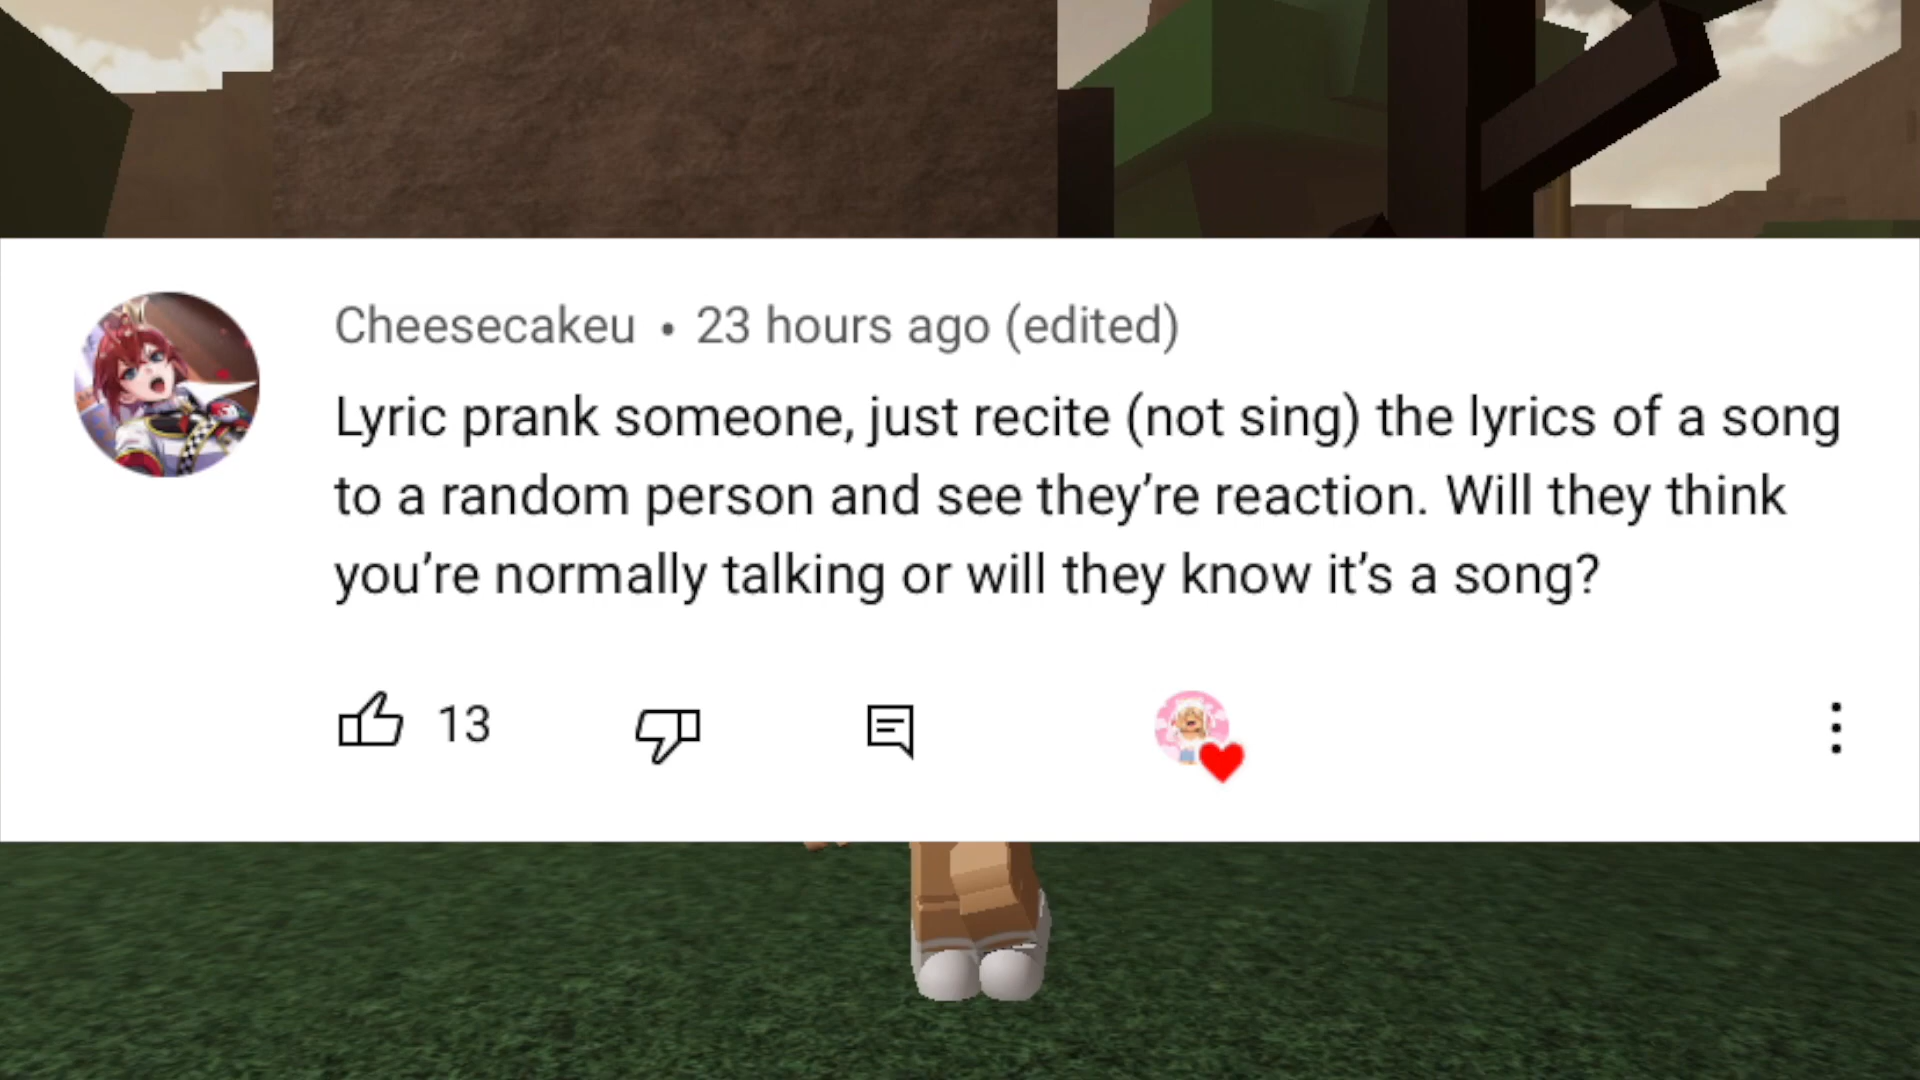 Cheesecakeu • 23 hours ago (edited)
Lyric prank someone, just recite (not sing) the lyrics of a song
to a random person and see they’re reaction. Will they think
you’re normally talking or will they know it’s a song?
13